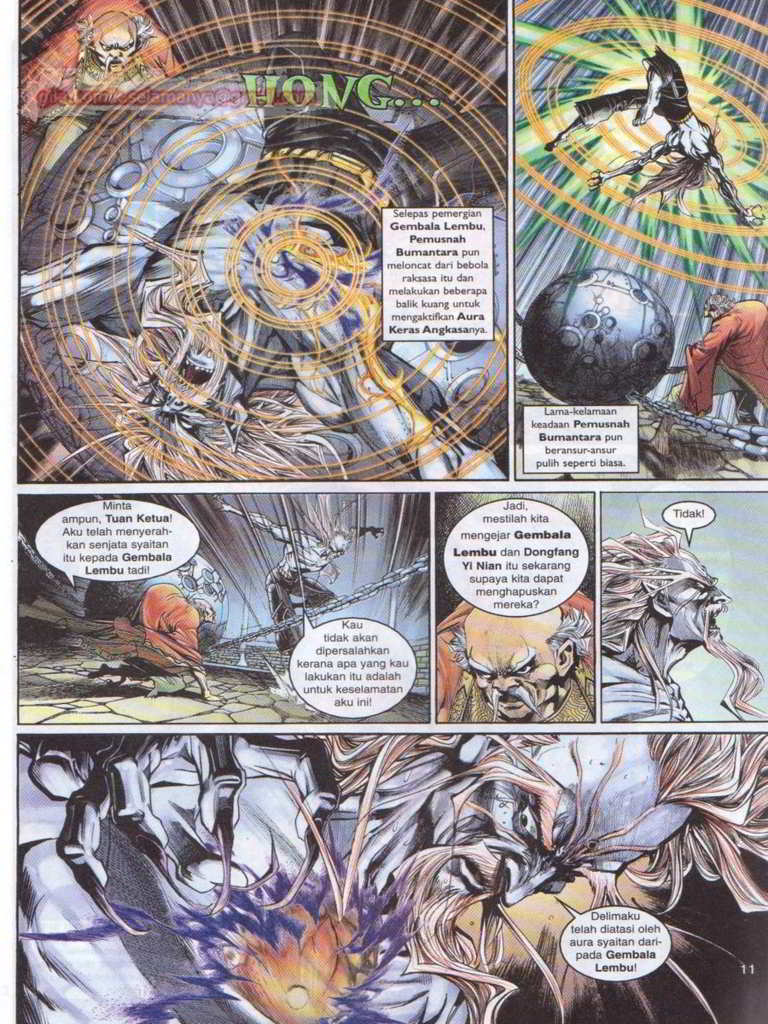 HONG...
Selepas pemergian
Gembala Lembu,
Pemusnah
Bumantara pun
meloncat dari bebola
raksasa itu dan
melakukan beberapa
balik kuang untuk
mengaktifkan Aura
Keras Angkasanya.
Lama-kelamaan
keadaan Pemusnah
Bumantara pun
beransur-ansur
pulih seperti biasa.
Minta
ampun, Tuan Ketua!
Aku telah menyerah-
kan senjata syaitan
itu kepada Gembala
Lembu tadi!
Kau
tidak akan
dipersalahkan
kerana apa yang kau
lakukan itu adalah
untuk keselamatan
aku ini!
Jadi,
mestilah kita
mengejar Gembala
Lembu dan Dongfang
Yi Nian itu sekarang
supaya kita dapat
menghapuskan
mereka?
Tidak!
Delimaku
telah diatasi oleh
aura syaitan dari-
pada Gembala
Lembu!
11